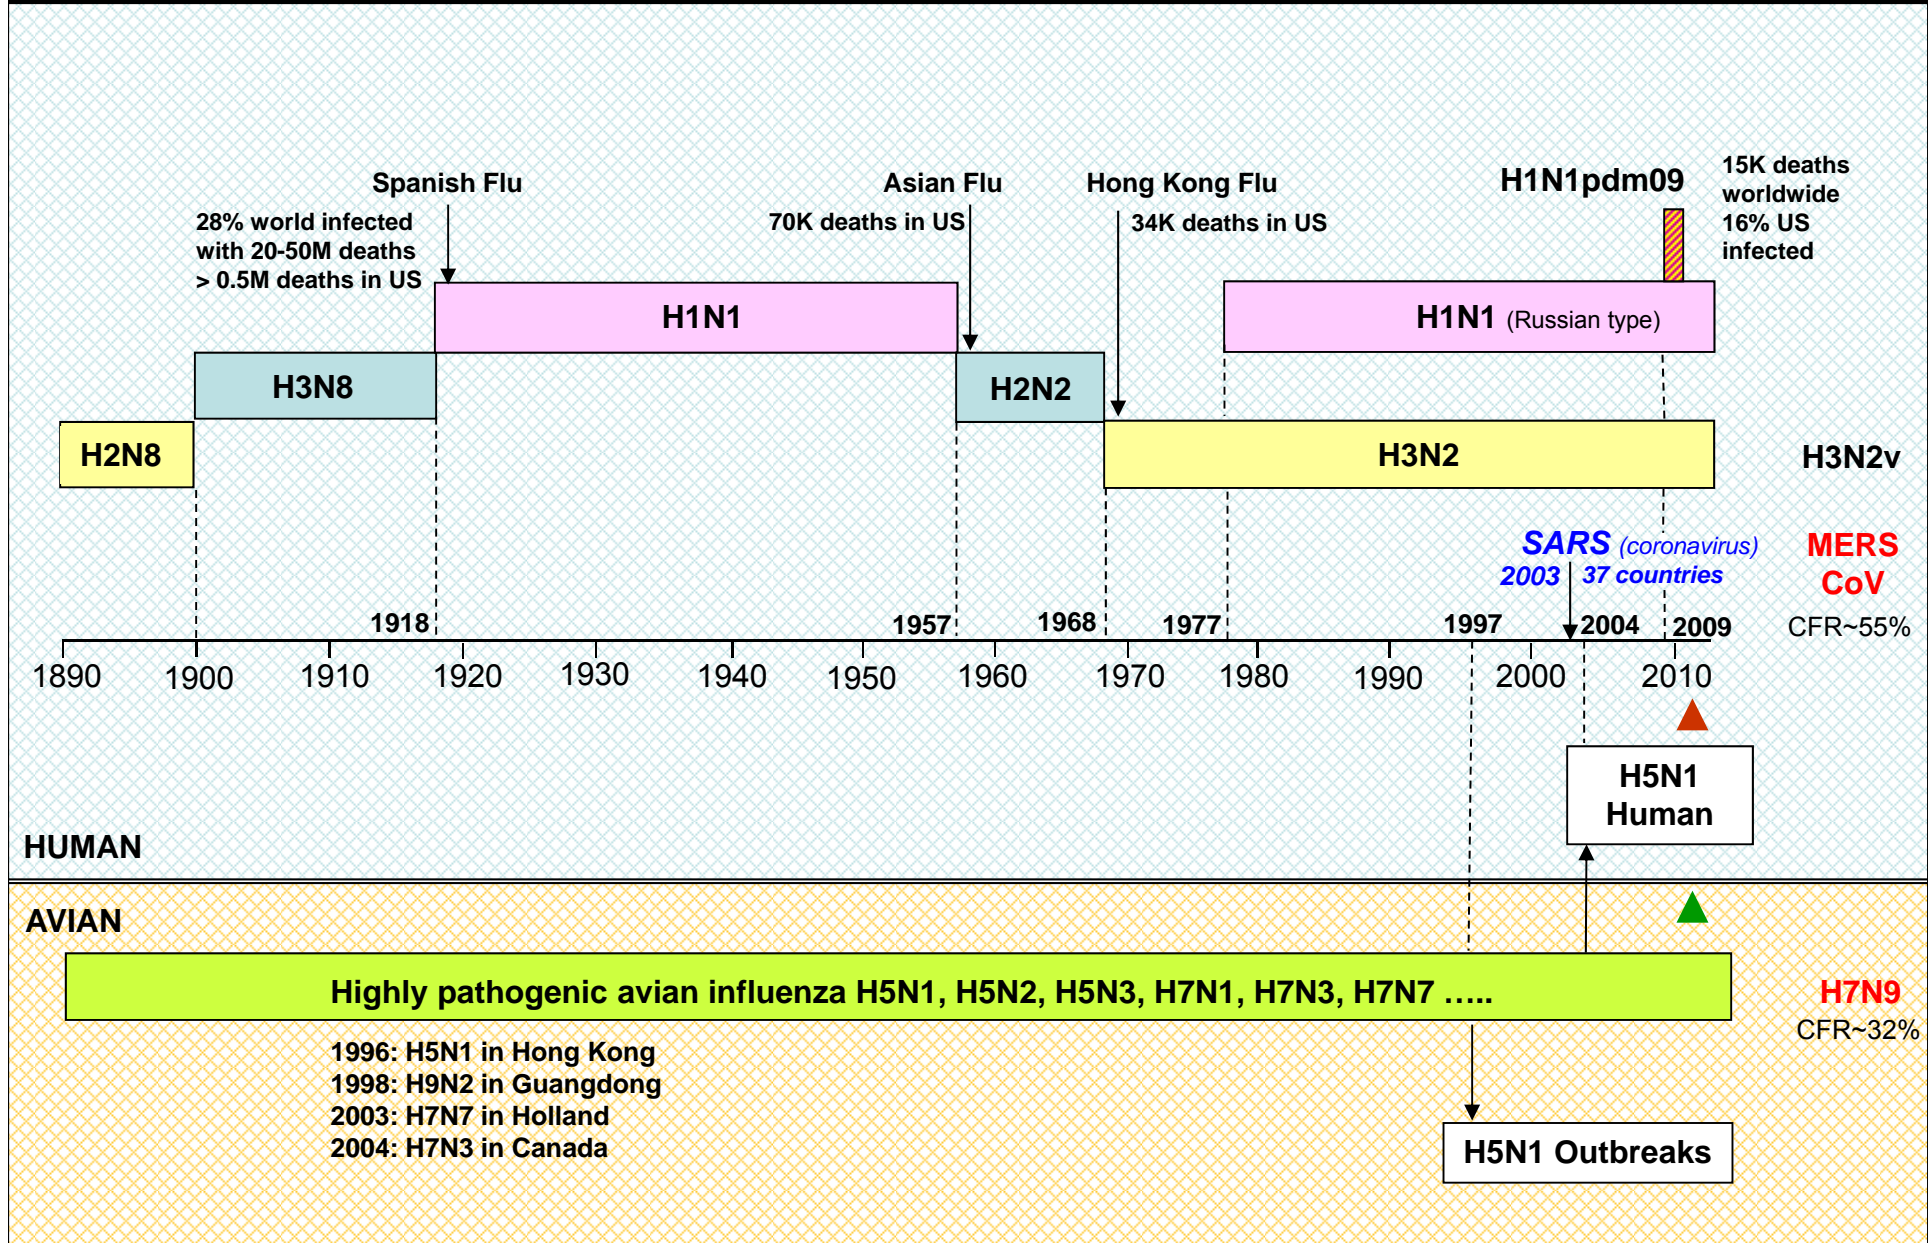 Spanish Flu
28% world infected
with 20-50M deaths
> 0.5M deaths in US
Asian Flu
70K deaths in US
Hong Kong Flu
34K deaths in US
H1N1pdm09
15K deaths
worldwide
16% US
infected
H1N1
H1N1 (Russian type)
H3N8
H2N2
H2N8
H3N2
H3N2v
SARS (coronavirus)
2003 37 countries
MERS
CoV
CFR~55%
1918 1957 1968 1977 1997 2004 2009
1890 1900 1910 1920 1930 1940 1950 1960 1970 1980 1990 2000 2010
H5N1
Human
HUMAN
AVIAN
Highly pathogenic avian influenza H5N1, H5N2, H5N3, H7N1, H7N3, H7N7 …..
H7N9
CFR~32%
1996: H5N1 in Hong Kong
1998: H9N2 in Guangdong
2003: H7N7 in Holland
2004: H7N3 in Canada
H5N1 Outbreaks